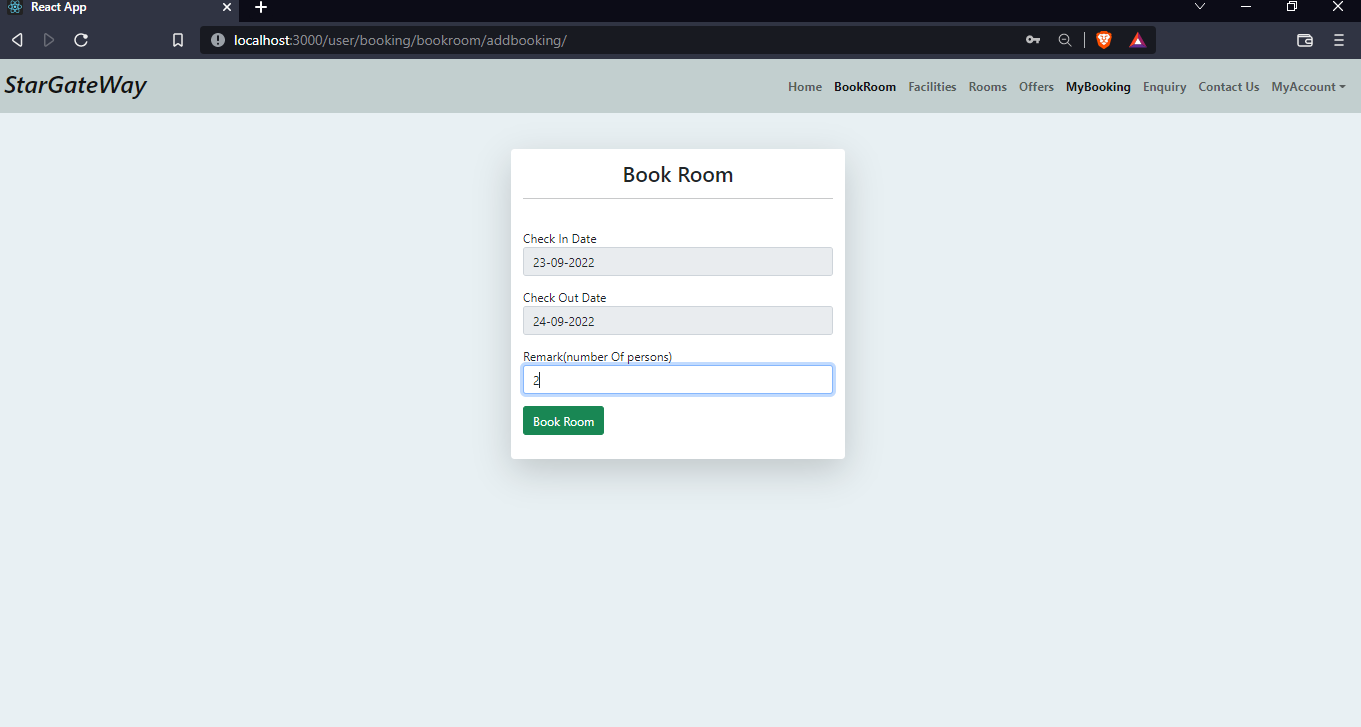 React App
localhost:3000/user/booking/bookroom/addbooking/
StarGateWay
Home BookRoom Facilities Rooms Offers MyBooking Enquiry Contact Us MyAccount
Book Room
Check In Date
23-09-2022
Check Out Date
24-09-2022
Remark(number Of persons)
2
Book Room